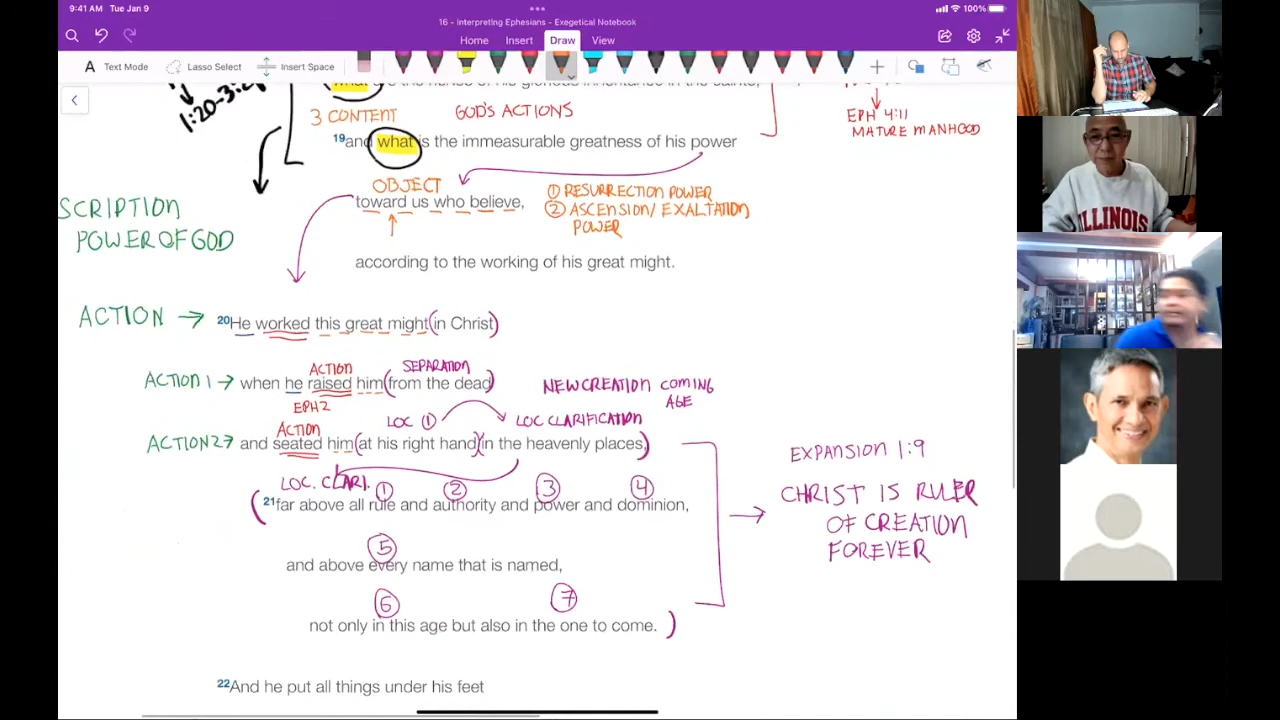 9:41 AM Tue Jan 9
100%
16 - Interpreting Ephesians - Exegetical Notebook
Home Insert Draw View
Text Mode Lasso Select Insert Space
1:20-3:
3 CONTENT GOD'S ACTIONS
EPH 4:11
MATURE MANHOOD
19and what is the immeasurable greatness of his power
OBJECT
toward us who believe,
① RESURRECTION POWER
② ASCENSION/EXALTATION
POWER
SCRIPTION
POWER OF GOD
according to the working of his great might.
ACTION → 20He worked this great might (in Christ)
ACTION (SEPARATION
ACTION 1 → when he raised him (from the dead)
NEW CREATION COMING
AGE
EPH 2
ACTION LOC ① LOC CLARIFICATION
ACTION 2 → and seated him (at his right hand)(in the heavenly places)
EXPANSION 1:9
CHRIST IS RULER
OF CREATION
FOREVER
LOC. CLARI. ① ② ③ ④
(21far above all rule and authority and power and dominion,
⑤
and above every name that is named,
⑥ ⑦
not only in this age but also in the one to come. )
22And he put all things under his feet
ILLINOIS